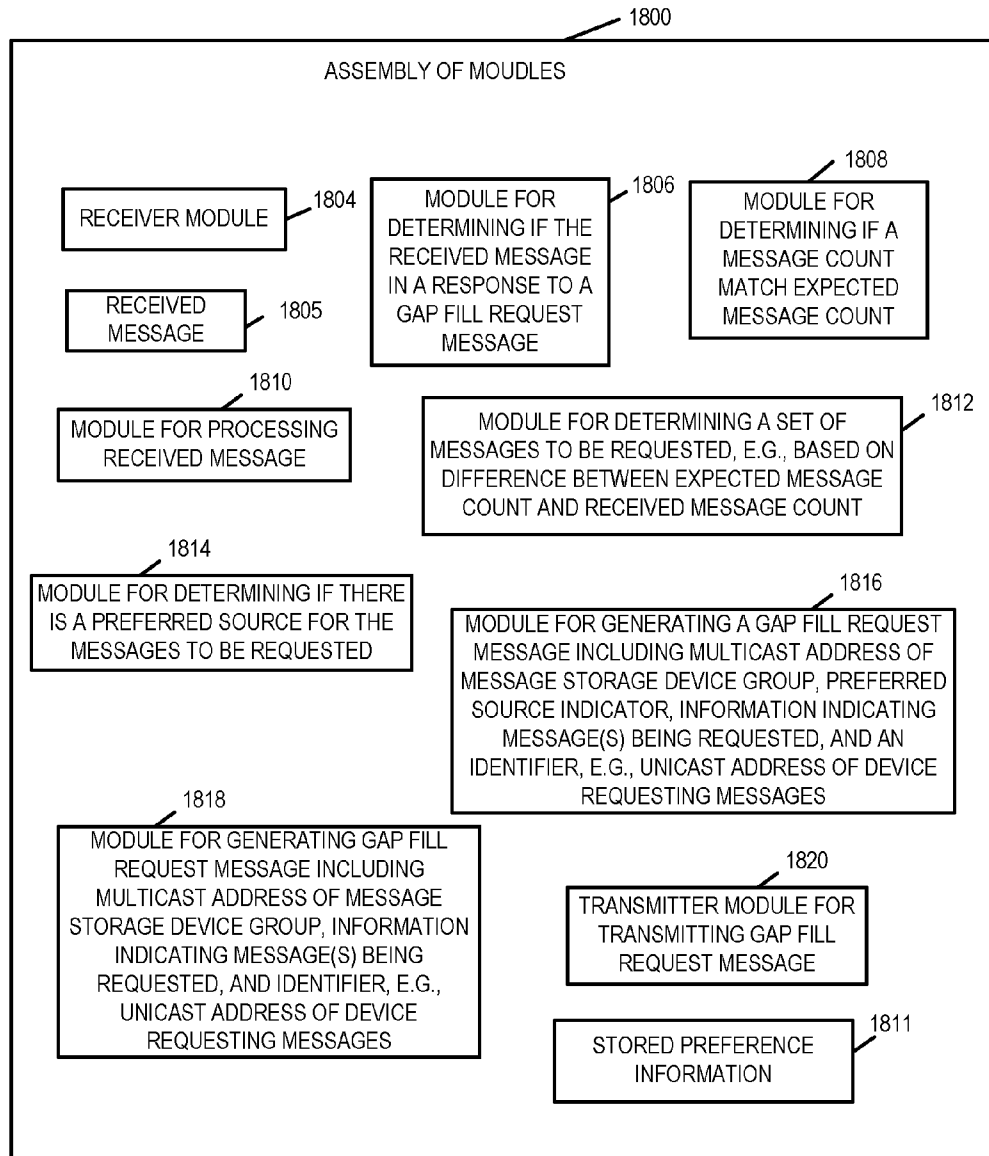 1800
ASSEMBLY OF MOUDLES
1804
RECEIVER MODULE
1806
MODULE FOR
DETERMINING IF THE
RECEIVED MESSAGE
IN A RESPONSE TO A
GAP FILL REQUEST
MESSAGE
1808
MODULE FOR
DETERMINING IF A
MESSAGE COUNT
MATCH EXPECTED
MESSAGE COUNT
1805
RECEIVED
MESSAGE
1810
MODULE FOR PROCESSING
RECEIVED MESSAGE
1812
MODULE FOR DETERMINING A SET OF
MESSAGES TO BE REQUESTED, E.G., BASED ON
DIFFERENCE BETWEEN EXPECTED MESSAGE
COUNT AND RECEIVED MESSAGE COUNT
1814
MODULE FOR DETERMINING IF THERE
IS A PREFERRED SOURCE FOR THE
MESSAGES TO BE REQUESTED
1816
MODULE FOR GENERATING A GAP FILL REQUEST
MESSAGE INCLUDING MULTICAST ADDRESS OF
MESSAGE STORAGE DEVICE GROUP, PREFERRED
SOURCE INDICATOR, INFORMATION INDICATING
MESSAGE(S) BEING REQUESTED, AND AN
IDENTIFIER, E.G., UNICAST ADDRESS OF DEVICE
REQUESTING MESSAGES
1818
MODULE FOR GENERATING GAP FILL
REQUEST MESSAGE INCLUDING
MULTICAST ADDRESS OF MESSAGE
STORAGE DEVICE GROUP, INFORMATION
INDICATING MESSAGE(S) BEING
REQUESTED, AND IDENTIFIER, E.G.,
UNICAST ADDRESS OF DEVICE
REQUESTING MESSAGES
1820
TRANSMITTER MODULE FOR
TRANSMITTING GAP FILL
REQUEST MESSAGE
1811
STORED PREFERENCE
INFORMATION